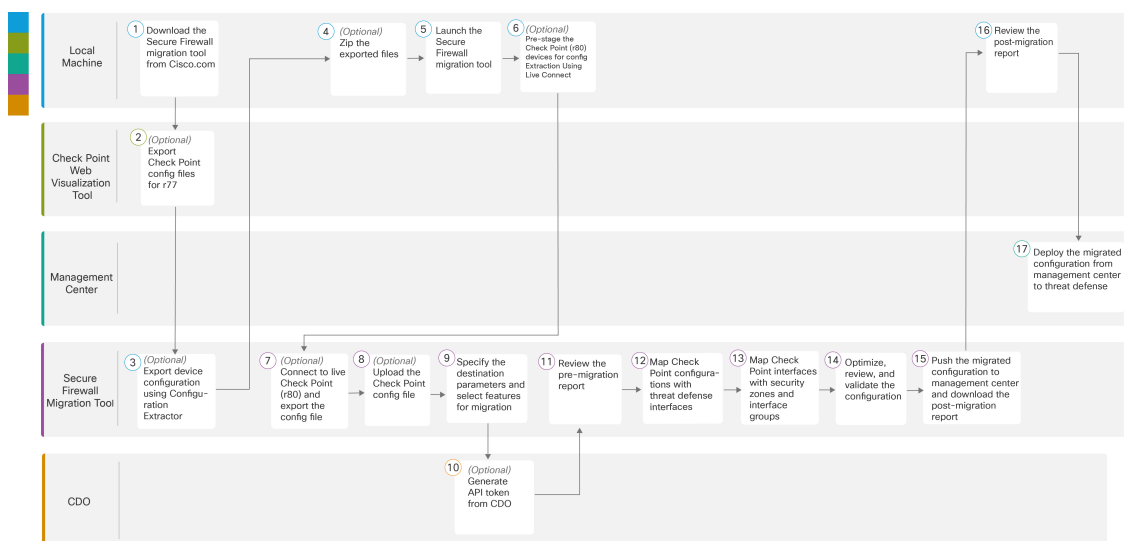 Local
Machine
1
Download the
Secure Firewall
migration tool
from Cisco.com
4
(Optional)
Zip the
exported files
5
Launch the
Secure
Firewall
migration tool
6
(Optional)
Pre-stage the
Check Point (r80)
devices for config
Extraction Using
Live Connect
16
Review the
post-migration
report
Check Point
Web
Visualization
Tool
2
(Optional)
Export
Check Point
config files
for r77
Management
Center
17
Deploy the migrated
configuration from
management center
to threat defense
Secure
Firewall
Migration Tool
3
(Optional)
Export device
configuration
using Configu-
ration
Extractor
7
(Optional)
Connect to live
Check Point
(r80) and
export the
config file
8
(Optional)
Upload the
Check Point
config file
9
Specify the
destination
parameters and
select features
for migration
11
Review the
pre-migration
report
12
Map Check
Point configura-
tions with
threat defense
interfaces
13
Map Check
Point interfaces
with security
zones and
interface
groups
14
Optimize,
review, and
validate the
configuration
15
Push the migrated
configuration to
management center
and download the
post-migration
report
CDO
10
(Optional)
Generate
API token
from CDO